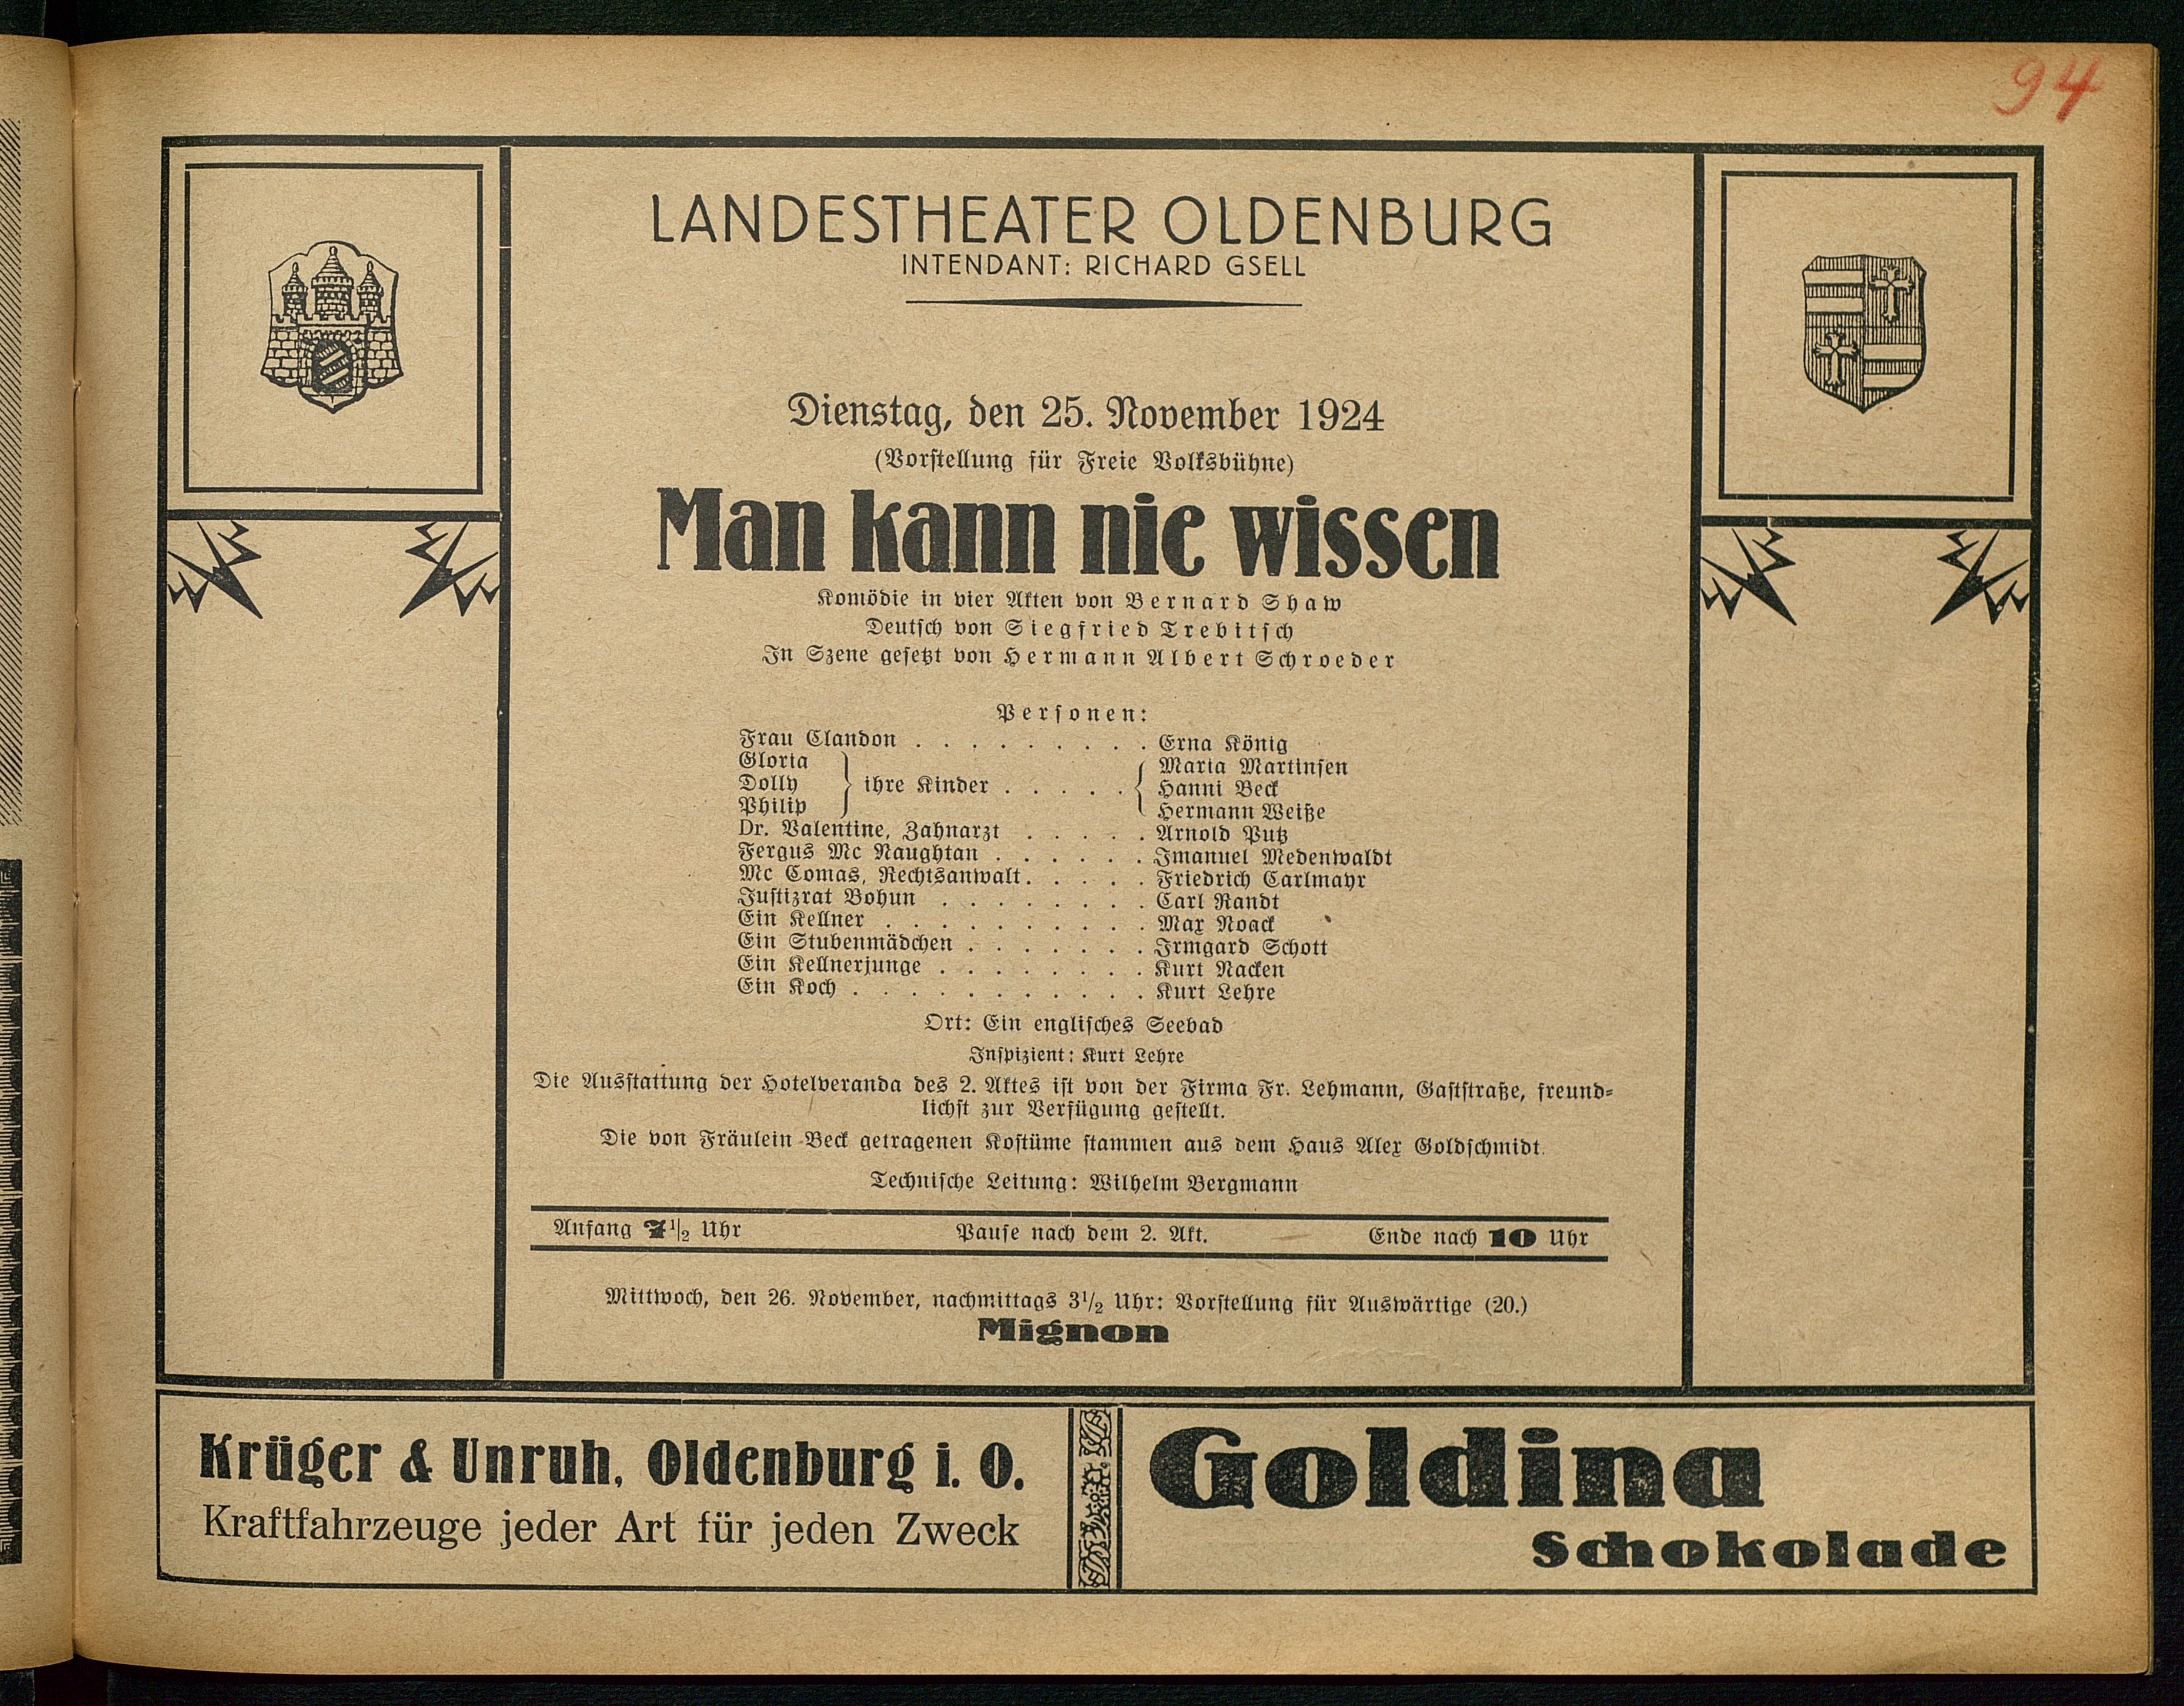 94
LANDESTHEATER OLDENBURG
INTENDANT: RICHARD GSELL
Dienstag, den 25. November 1924
(Vorstellung für Freie Volksbühne)
Man kann nie wissen
Komödie in vier Akten von Bernard Shaw
Deutsch von Siegfried Trebitsch
In Szene gesetzt von Hermann Albert Schroeder
Personen:
Frau Clandon . . . . . . . . . Erna König
Gloria } ihre Kinder . . . . . { Maria Martinsen
Dolly Hanni Beck
Philip Hermann Weiße
Dr. Valentine, Zahnarzt . . . . . Arnold Putz
Fergus Mc Naughtan . . . . . . Imanuel Medenwaldt
Mc Comas, Rechtsanwalt . . . . . Friedrich Carlmayr
Justizrat Bohun . . . . . . . . Carl Randt
Ein Kellner . . . . . . . . . . Max Noack
Ein Stubenmädchen . . . . . . . Irmgard Schott
Ein Kellnerjunge . . . . . . . . Kurt Nacken
Ein Koch . . . . . . . . . . . Kurt Lehre
Ort: Ein englisches Seebad
Inspizient: Kurt Lehre
Die Ausstattung der Hotelveranda des 2. Aktes ist von der Firma Fr. Lehmann, Gaststraße, freund-
lichst zur Verfügung gestellt.
Die von Fräulein Beck getragenen Kostüme stammen aus dem Haus Alex Goldschmidt.
Technische Leitung: Wilhelm Bergmann
Anfang 7 1/2 Uhr Pause nach dem 2. Akt. Ende nach 10 Uhr
Mittwoch, den 26. November, nachmittags 3 1/2 Uhr: Vorstellung für Auswärtige (20.)
Mignon
Krüger & Unruh, Oldenburg i. O.
Kraftfahrzeuge jeder Art für jeden Zweck
Goldina
Schokolade